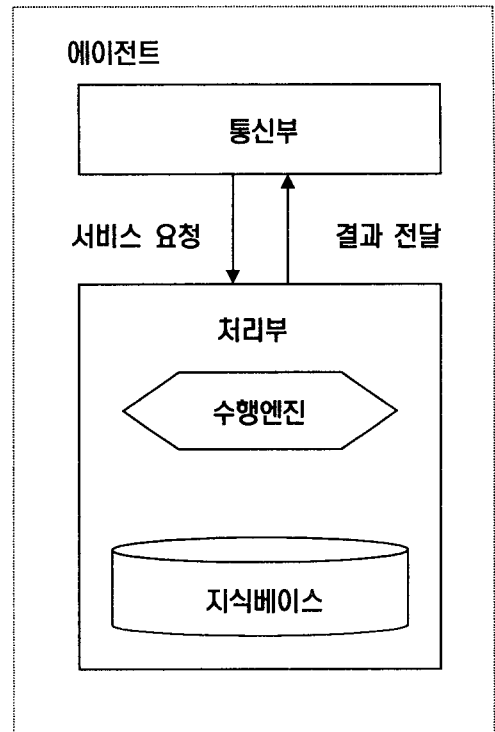 에이전트
통신부
서비스 요청 결과 전달
처리부
수행엔진
지식베이스